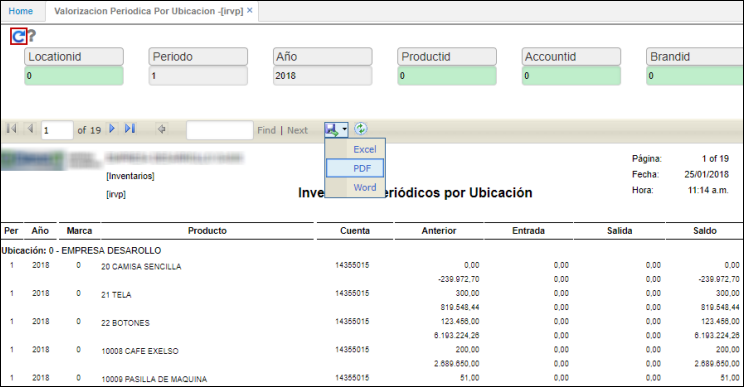 Home Valorizacion Periodica Por Ubicacion -[irvp] ×
?
Locationid Periodo Año Productid Accountid Brandid
0 1 2018 0 0 0
1 of 19 Find | Next
Excel
PDF
Word
Página: 1 of 19
[Inventarios] Fecha: 25/01/2018
[irvp] Hora: 11:14 a.m.
Inve eriódicos por Ubicación
Per Año Marca Producto Cuenta Anterior Entrada Salida Saldo
Ubicación: 0 - EMPRESA DESAROLLO
1 2018 0 20 CAMISA SENCILLA 14355015 0,00 0,00 0,00 0,00
-239.972,70 0,00 0,00 -239.972,70
1 2018 0 21 TELA 14355015 300,00 0,00 0,00 300,00
819.548,44 0,00 0,00 819.548,44
1 2018 0 22 BOTONES 14355015 123.456,00 0,00 0,00 123.456,00
6.193.224,26 0,00 0,00 6.193.224,26
1 2018 0 10008 CAFE EXELSO 14355015 200,00 0,00 0,00 200,00
2.689.650,00 0,00 0,00 2.689.650,00
1 2018 0 10009 PASILLA DE MAQUINA 14355015 51,00 0,00 0,00 51,00